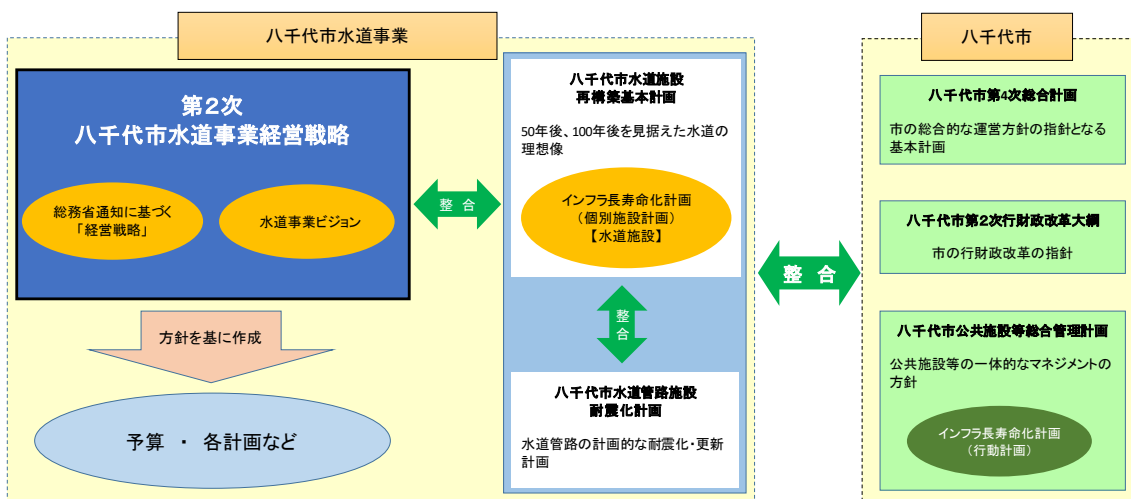 八千代市水道事業
第2次
八千代市水道事業経営戦略
総務省通知に基づく
「経営戦略」
水道事業ビジョン
方針を基に作成
予算 ・ 各計画など
整 合
八千代市水道施設
再構築基本計画
50年後、100年後を見据えた水道の
理想像
インフラ長寿命化計画
(個別施設計画)
【水道施設】
整
合
八千代市水道管路施設
耐震化計画
水道管路の計画的な耐震化・更新
計画
整 合
八千代市
八千代市第4次総合計画
市の総合的な運営方針の指針となる
基本計画
八千代市第2次行財政改革大綱
市の行財政改革の指針
八千代市公共施設等総合管理計画
公共施設等の一体的なマネジメントの
方針
インフラ長寿命化計画
(行動計画)